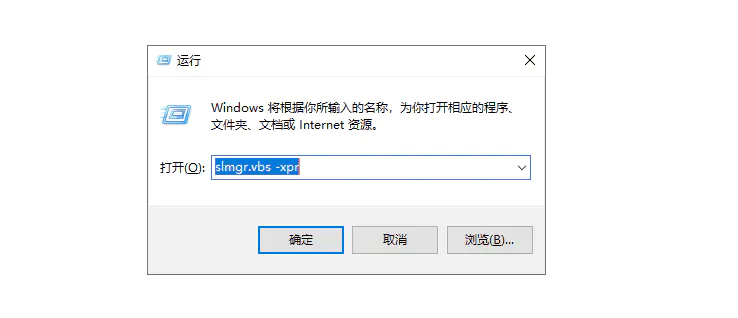 运行
Windows 将根据你所输入的名称，为你打开相应的程序、
文件夹、文档或 Internet 资源。
打开(O): slmgr.vbs -xpr
确定 取消 浏览(B)...